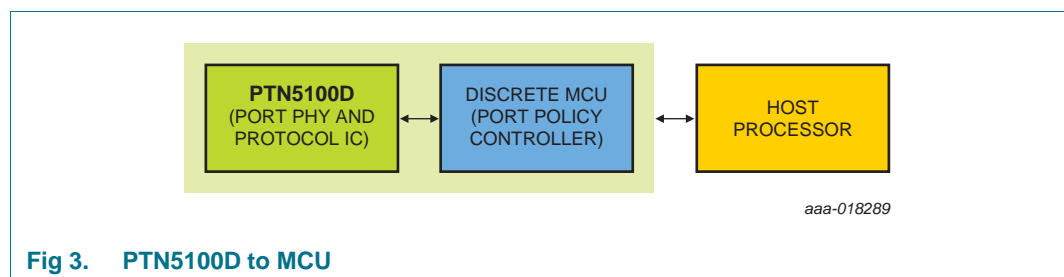 PTN5100D
(PORT PHY AND
PROTOCOL IC)
DISCRETE MCU
(PORT POLICY
CONTROLLER)
HOST
PROCESSOR
aaa-018289
Fig 3. PTN5100D to MCU